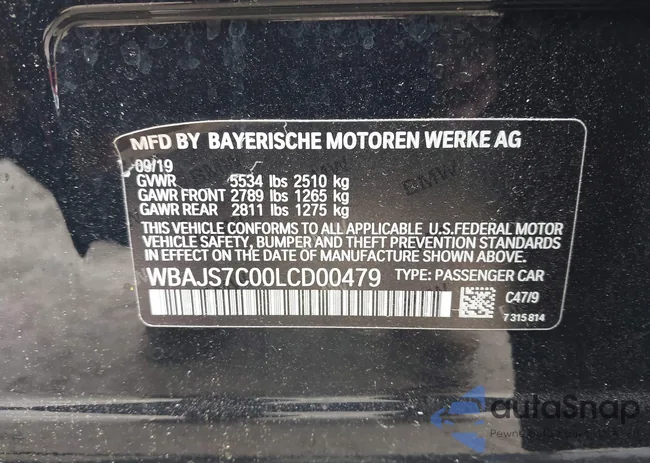 MFD BY BAYERISCHE MOTOREN WERKE AG
09/19
GVWR 5534 lbs 2510 kg
GAWR FRONT 2789 lbs 1265 kg
GAWR REAR 2811 lbs 1275 kg
THIS VEHICLE CONFORMS TO ALL APPLICABLE U.S.FEDERAL MOTOR
VEHICLE SAFETY, BUMPER AND THEFT PREVENTION STANDARDS
IN EFFECT ON THE DATE OF MANUFACTURE SHOWN ABOVE.
WBAJS7C00LCD00479 TYPE: PASSENGER CAR
C47/9
7 315 814
BMW
autoSnap